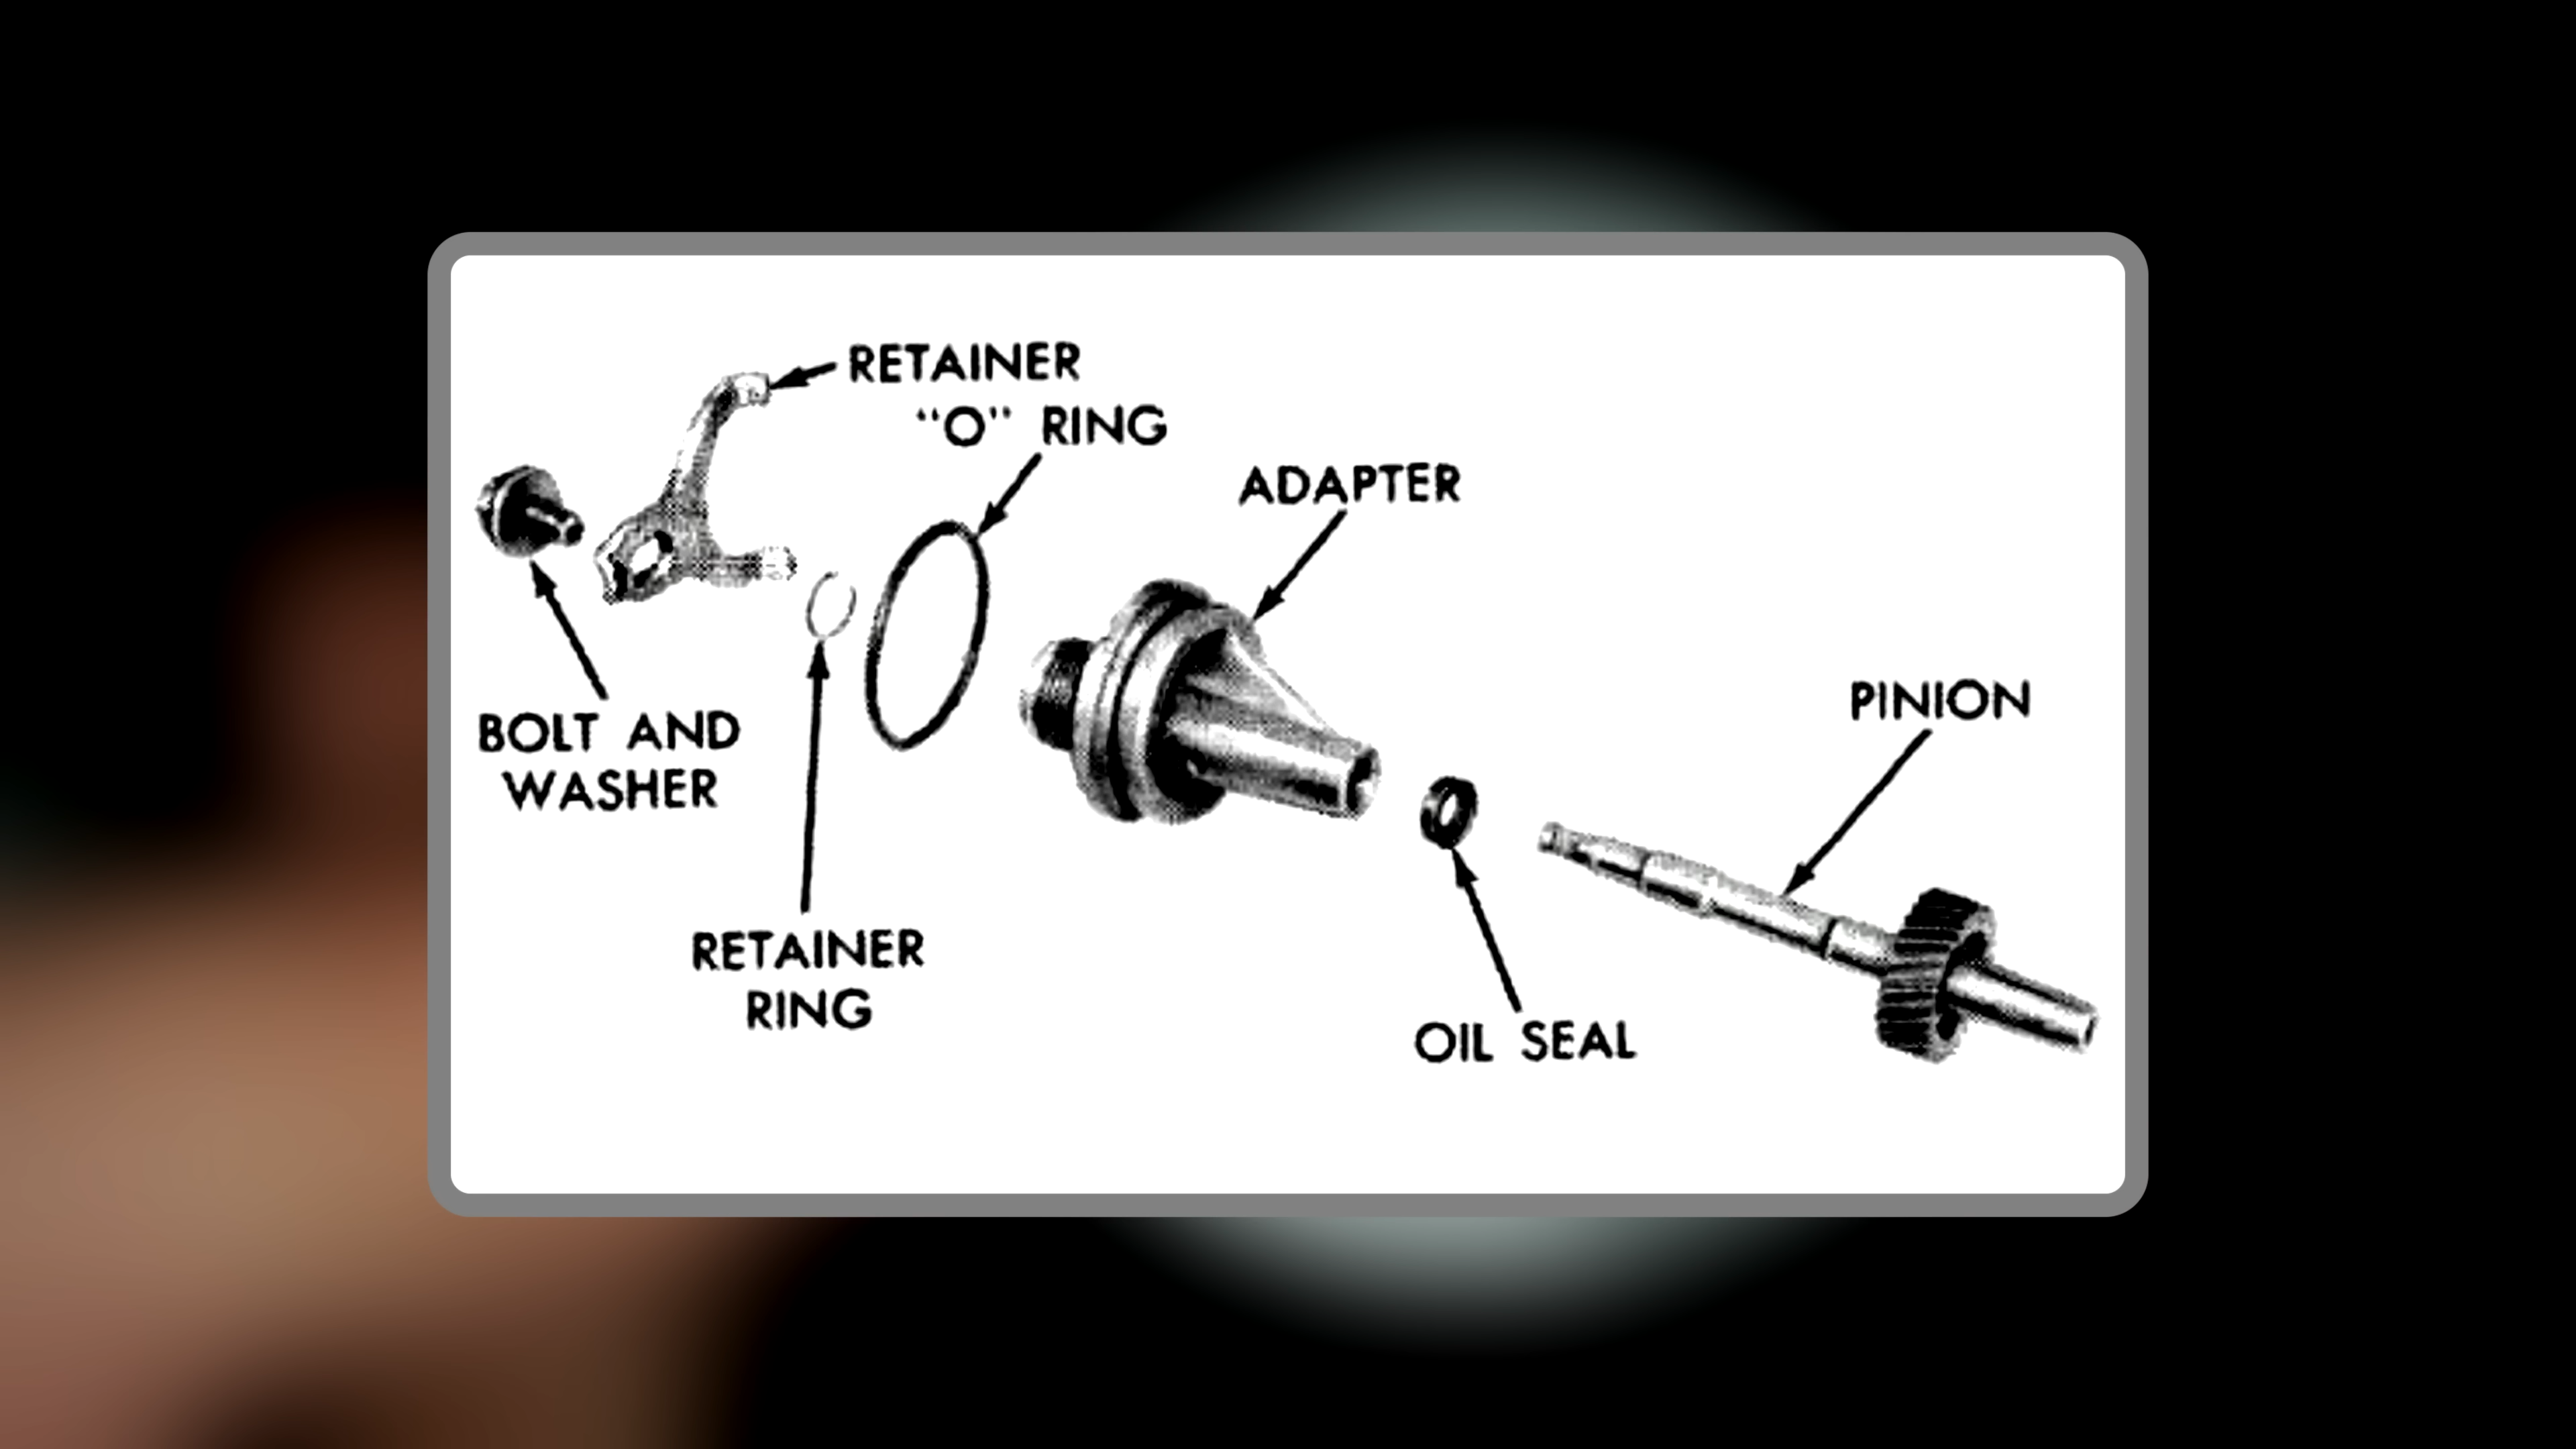 RETAINER
“O” RING
ADAPTER
BOLT AND
WASHER
PINION
RETAINER
RING
OIL SEAL